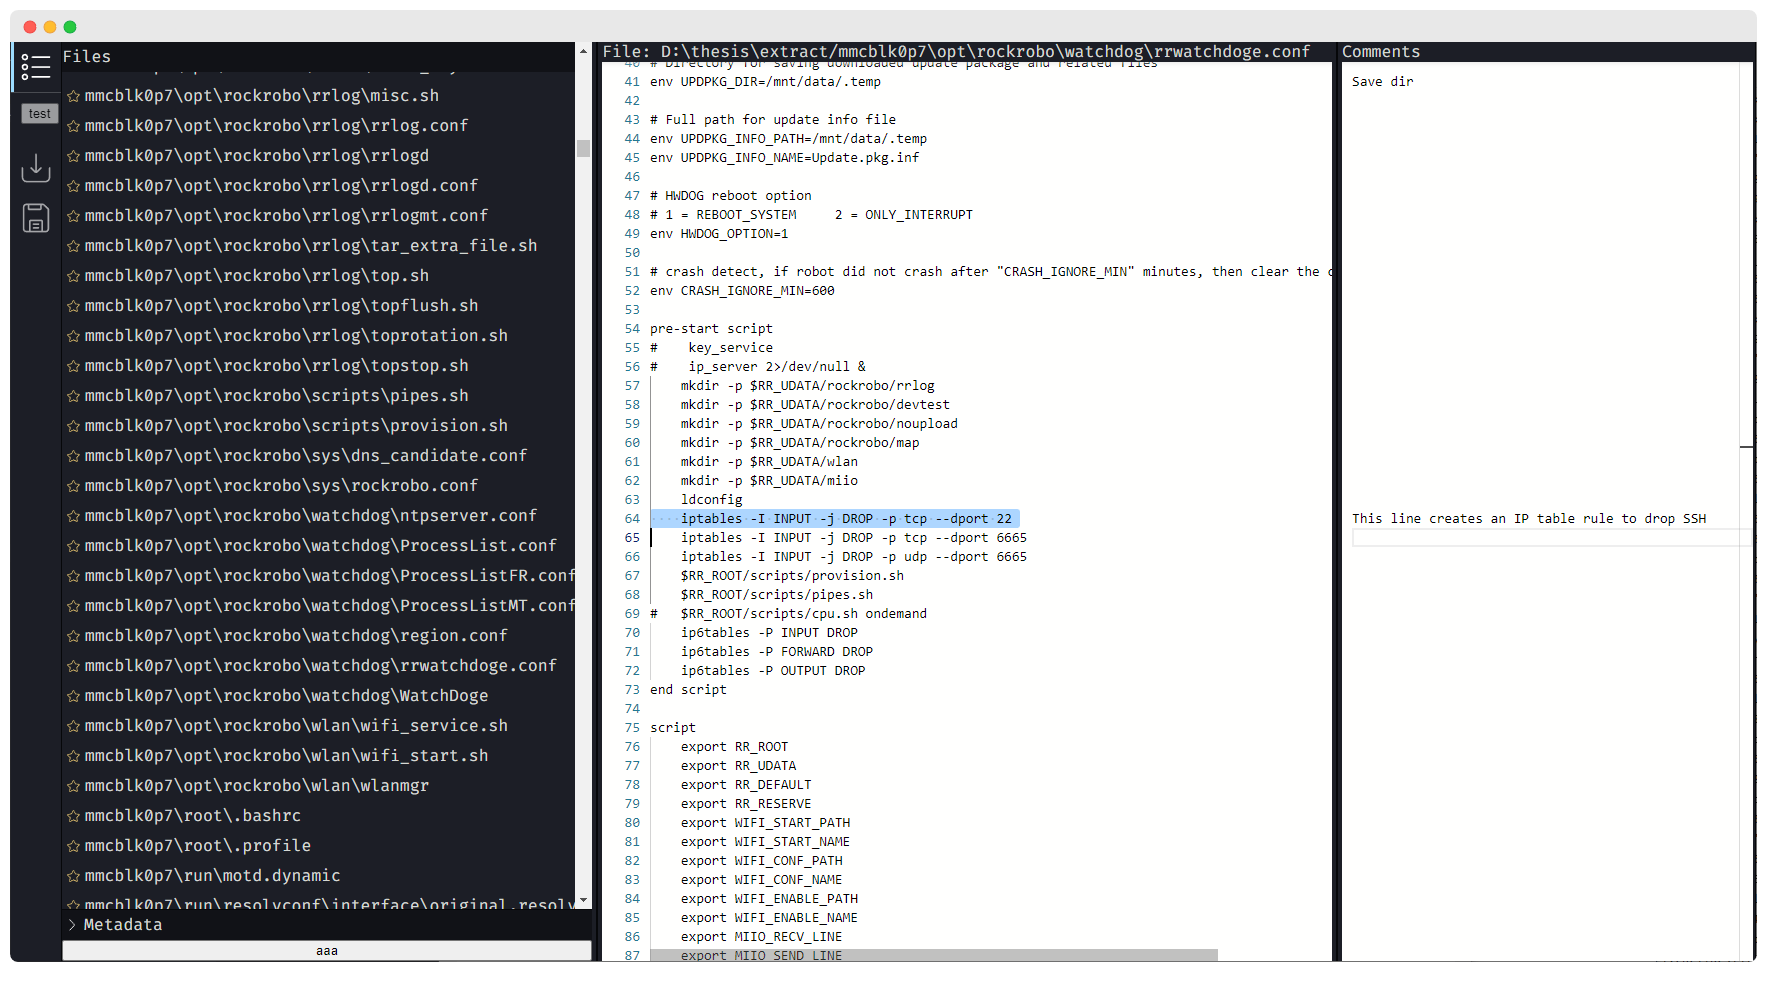 Files
test
mmcblk0p7\opt\rockrobo\rrlog\misc.sh
mmcblk0p7\opt\rockrobo\rrlog\rrlog.conf
mmcblk0p7\opt\rockrobo\rrlog\rrlogd
mmcblk0p7\opt\rockrobo\rrlog\rrlogd.conf
mmcblk0p7\opt\rockrobo\rrlog\rrlogmt.conf
mmcblk0p7\opt\rockrobo\rrlog\tar_extra_file.sh
mmcblk0p7\opt\rockrobo\rrlog\top.sh
mmcblk0p7\opt\rockrobo\rrlog\topflush.sh
mmcblk0p7\opt\rockrobo\rrlog\toprotation.sh
mmcblk0p7\opt\rockrobo\rrlog\topstop.sh
mmcblk0p7\opt\rockrobo\scripts\pipes.sh
mmcblk0p7\opt\rockrobo\scripts\provision.sh
mmcblk0p7\opt\rockrobo\sys\dns_candidate.conf
mmcblk0p7\opt\rockrobo\sys\rockrobo.conf
mmcblk0p7\opt\rockrobo\watchdog\ntpserver.conf
mmcblk0p7\opt\rockrobo\watchdog\ProcessList.conf
mmcblk0p7\opt\rockrobo\watchdog\ProcessListFR.conf
mmcblk0p7\opt\rockrobo\watchdog\ProcessListMT.conf
mmcblk0p7\opt\rockrobo\watchdog\region.conf
mmcblk0p7\opt\rockrobo\watchdog\rrwatchdoge.conf
mmcblk0p7\opt\rockrobo\watchdog\WatchDoge
mmcblk0p7\opt\rockrobo\wlan\wifi_service.sh
mmcblk0p7\opt\rockrobo\wlan\wifi_start.sh
mmcblk0p7\opt\rockrobo\wlan\wlanmgr
mmcblk0p7\root\.bashrc
mmcblk0p7\root\.profile
mmcblk0p7\run\motd.dynamic
mmcblk0p7\run\resolvconf\interface\original.resolv
> Metadata
aaa
File: D:\thesis\extract/mmcblk0p7\opt\rockrobo\watchdog\rrwatchdoge.conf
40 # Directory for saving downloaded update package and related files
41 env UPDPKG_DIR=/mnt/data/.temp
42
43 # Full path for update info file
44 env UPDPKG_INFO_PATH=/mnt/data/.temp
45 env UPDPKG_INFO_NAME=Update.pkg.inf
46
47 # HWDOG reboot option
48 # 1 = REBOOT_SYSTEM     2 = ONLY_INTERRUPT
49 env HWDOG_OPTION=1
50
51 # crash detect, if robot did not crash after "CRASH_IGNORE_MIN" minutes, then clear the c
52 env CRASH_IGNORE_MIN=600
53
54 pre-start script
55 #    key_service
56 #    ip_server 2>/dev/null &
57     mkdir -p $RR_UDATA/rockrobo/rrlog
58     mkdir -p $RR_UDATA/rockrobo/devtest
59     mkdir -p $RR_UDATA/rockrobo/noupload
60     mkdir -p $RR_UDATA/rockrobo/map
61     mkdir -p $RR_UDATA/wlan
62     mkdir -p $RR_UDATA/miio
63     ldconfig
64     iptables -I INPUT -j DROP -p tcp --dport 22
65     iptables -I INPUT -j DROP -p tcp --dport 6665
66     iptables -I INPUT -j DROP -p udp --dport 6665
67     $RR_ROOT/scripts/provision.sh
68     $RR_ROOT/scripts/pipes.sh
69 #   $RR_ROOT/scripts/cpu.sh ondemand
70     ip6tables -P INPUT DROP
71     ip6tables -P FORWARD DROP
72     ip6tables -P OUTPUT DROP
73 end script
74
75 script
76     export RR_ROOT
77     export RR_UDATA
78     export RR_DEFAULT
79     export RR_RESERVE
80     export WIFI_START_PATH
81     export WIFI_START_NAME
82     export WIFI_CONF_PATH
83     export WIFI_CONF_NAME
84     export WIFI_ENABLE_PATH
85     export WIFI_ENABLE_NAME
86     export MIIO_RECV_LINE
87     export MIIO_SEND_LINE
Comments
Save dir
This line creates an IP table rule to drop SSH